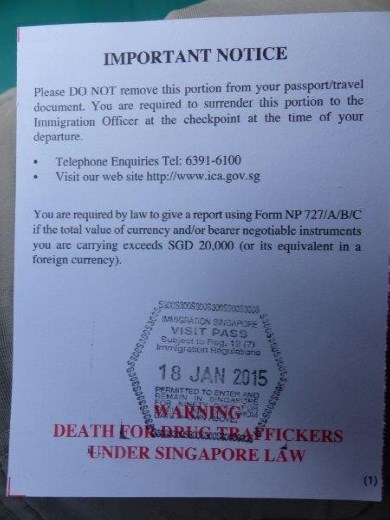 IMPORTANT NOTICE
Please DO NOT remove this portion from your passport/travel
document. You are required to surrender this portion to the
Immigration Officer at the checkpoint at the time of your
departure.
• Telephone Enquiries Tel: 6391-6100
• Visit our web site http://www.ica.gov.sg
You are required by law to give a report using Form NP 727/A/B/C
if the total value of currency and/or bearer negotiable instruments
you are carrying exceeds SGD 20,000 (or its equivalent in a
foreign currency).
IMMIGRATION SINGAPORE
VISIT PASS
Subject to Reg. 12 (7)
Immigration Regulations
18 JAN 2015
PERMITTED TO ENTER AND
REMAIN IN SINGAPORE
WARNING
DEATH FOR DRUG TRAFFICKERS
UNDER SINGAPORE LAW
(1)